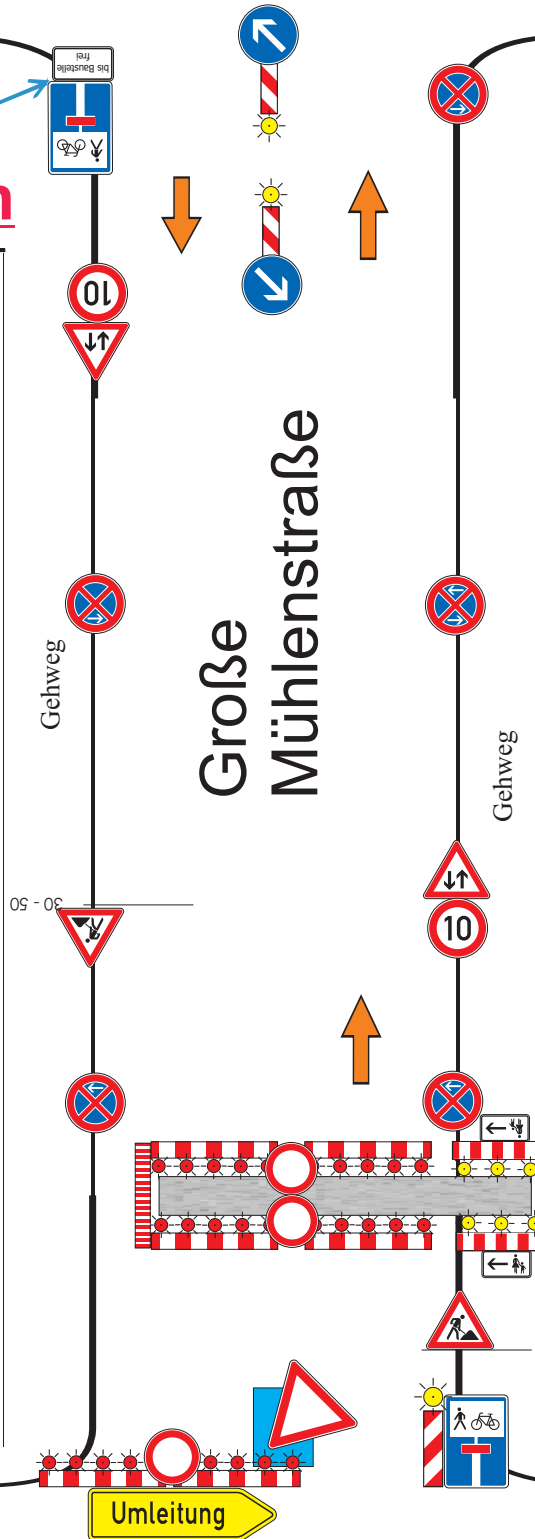 bis Baustelle
frei
n
10
Große
Mühlenstraße
Gehweg
Gehweg
30 - 50
10
Umleitung